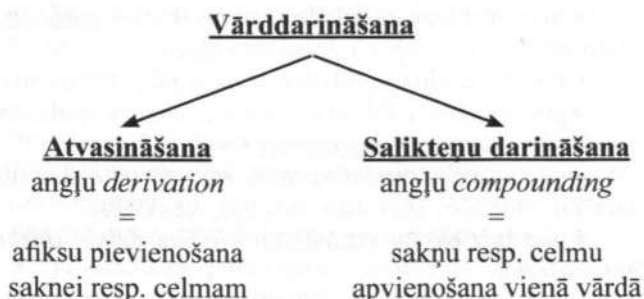 Vārddarināšana
Atvasināšana
angļu derivation
=
afiksu pievienošana
saknei resp. celmam
Salikteņu darināšana
angļu compounding
=
sakņu resp. celmu
apvienošana vienā vārdā